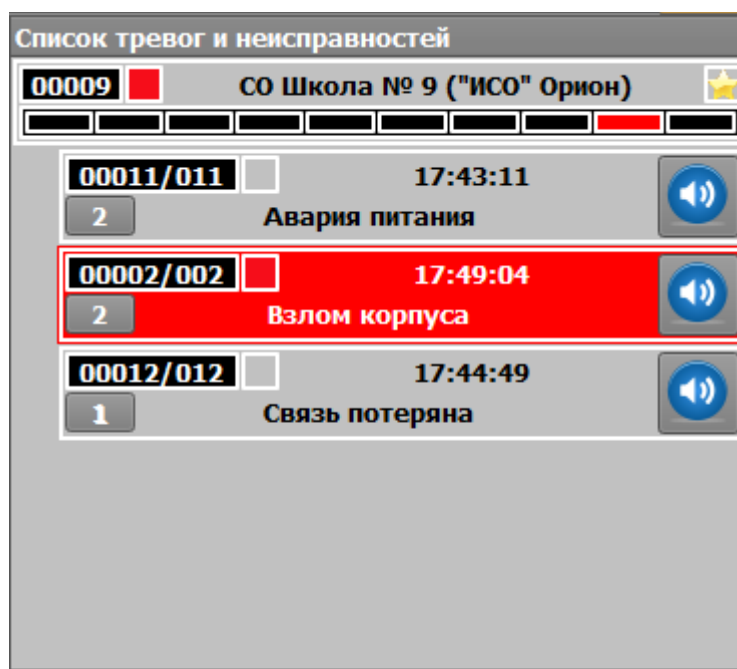 Список тревог и неисправностей
00009 СО Школа № 9 ("ИСО" Орион)
00011/011 17:43:11
2 Авария питания
00002/002 17:49:04
2 Взлом корпуса
00012/012 17:44:49
1 Связь потеряна